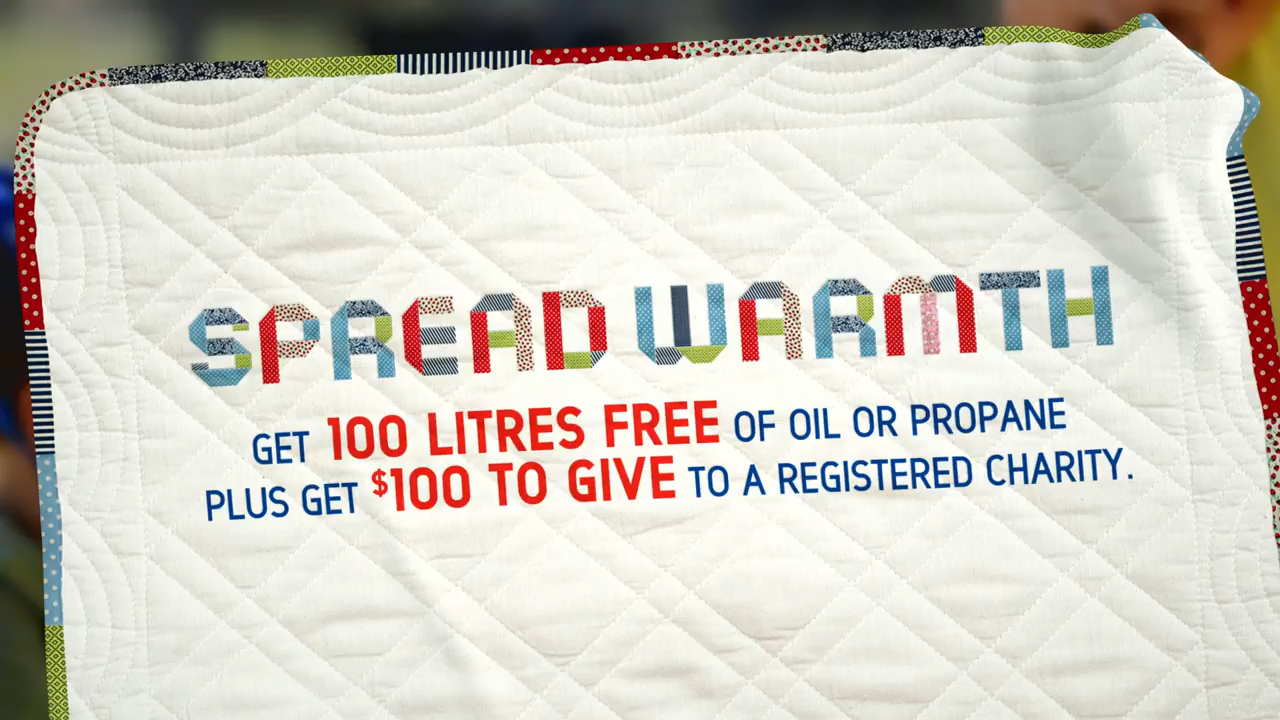 SPREAD WARMTH
GET 100 LITRES FREE OF OIL OR PROPANE
PLUS GET $100 TO GIVE TO A REGISTERED CHARITY.